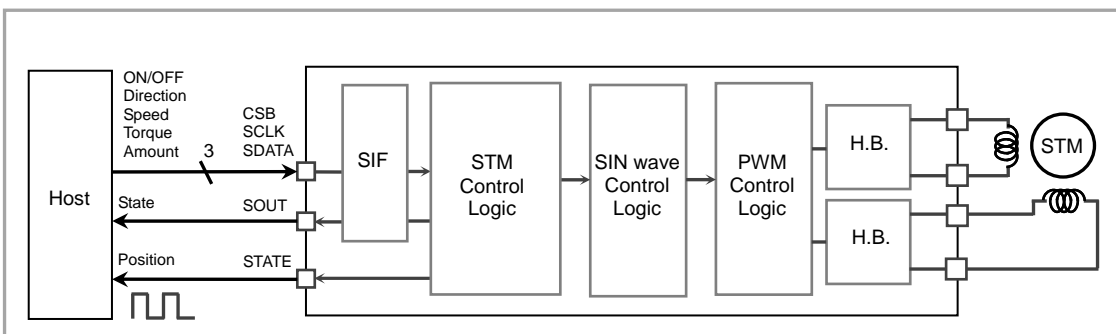 Host
ON/OFF
Direction
Speed
Torque
Amount
3
CSB
SCLK
SDATA
State
SOUT
Position
STATE
SIF
STM
Control
Logic
SIN wave
Control
Logic
PWM
Control
Logic
H.B.
H.B.
STM